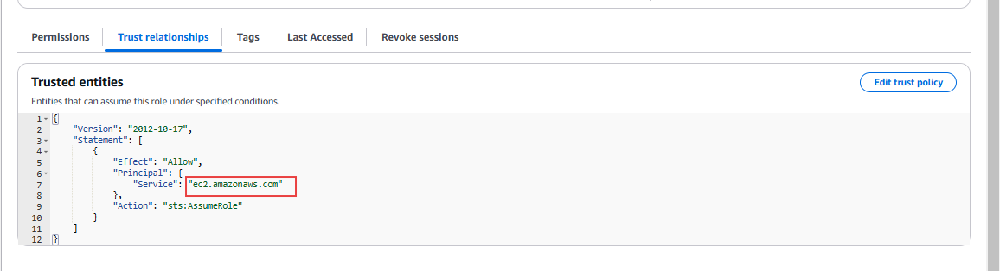 Permissions Trust relationships Tags Last Accessed Revoke sessions
Trusted entities
Edit trust policy
Entities that can assume this role under specified conditions.
1 {
2 "Version": "2012-10-17",
3 "Statement": [
4 {
5 "Effect": "Allow",
6 "Principal": {
7 "Service": "ec2.amazonaws.com"
8 },
9 "Action": "sts:AssumeRole"
10 }
11 ]
12 }